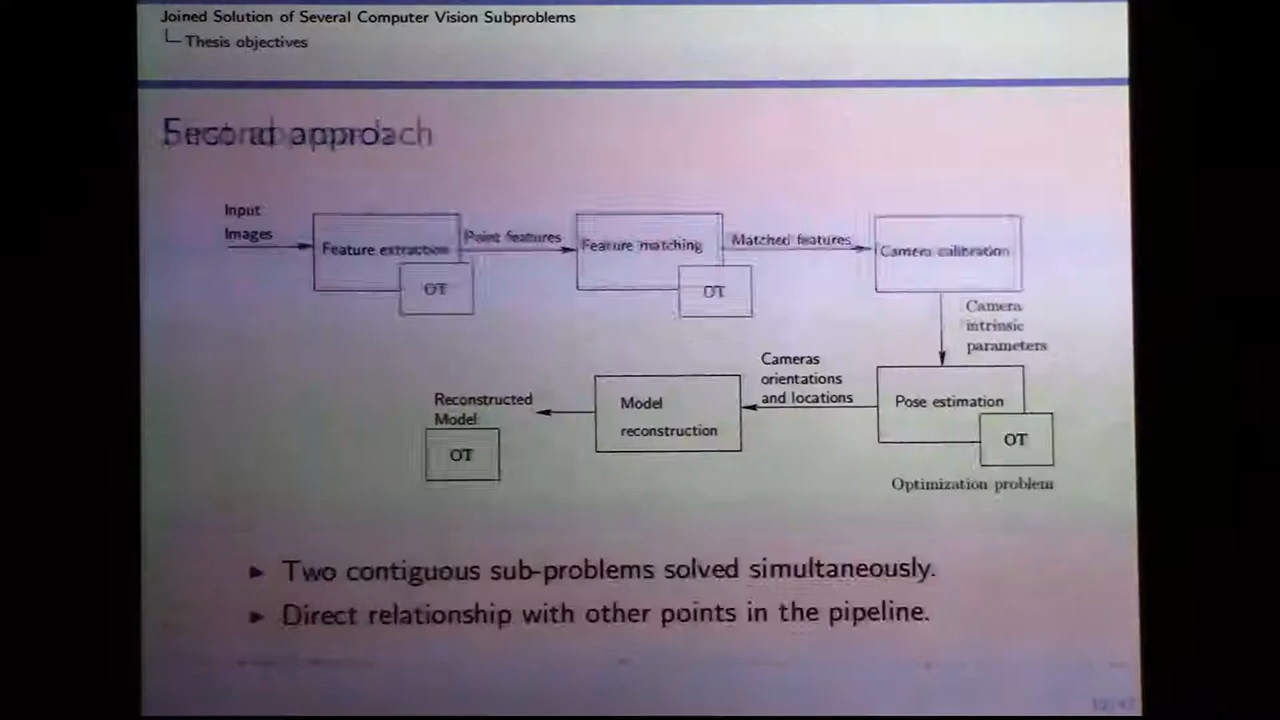 Joined Solution of Several Computer Vision Subproblems
Thesis objectives
Second approach
Input
Images
Feature extraction
OT
Point features
Feature matching
OT
Matched features
Camera calibration
Camera
intrinsic
parameters
Pose estimation
OT
Optimization problem
Cameras
orientations
and locations
Model
reconstruction
Reconstructed
Model
OT
Two contiguous sub-problems solved simultaneously.
Direct relationship with other points in the pipeline.